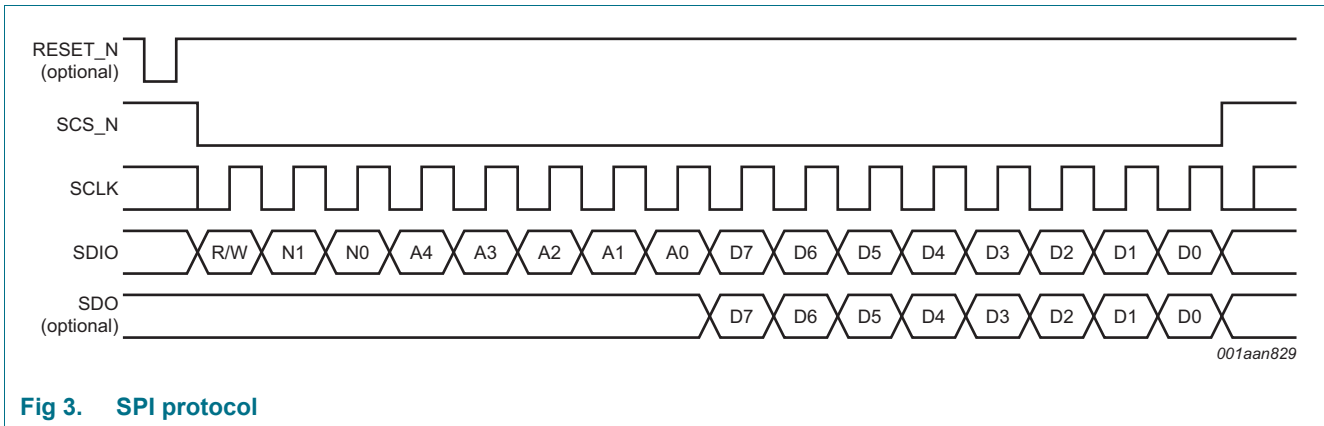 RESET_N
(optional)
SCS_N
SCLK
SDIO R/W N1 N0 A4 A3 A2 A1 A0 D7 D6 D5 D4 D3 D2 D1 D0
SDO
(optional) D7 D6 D5 D4 D3 D2 D1 D0
001aan829
Fig 3. SPI protocol